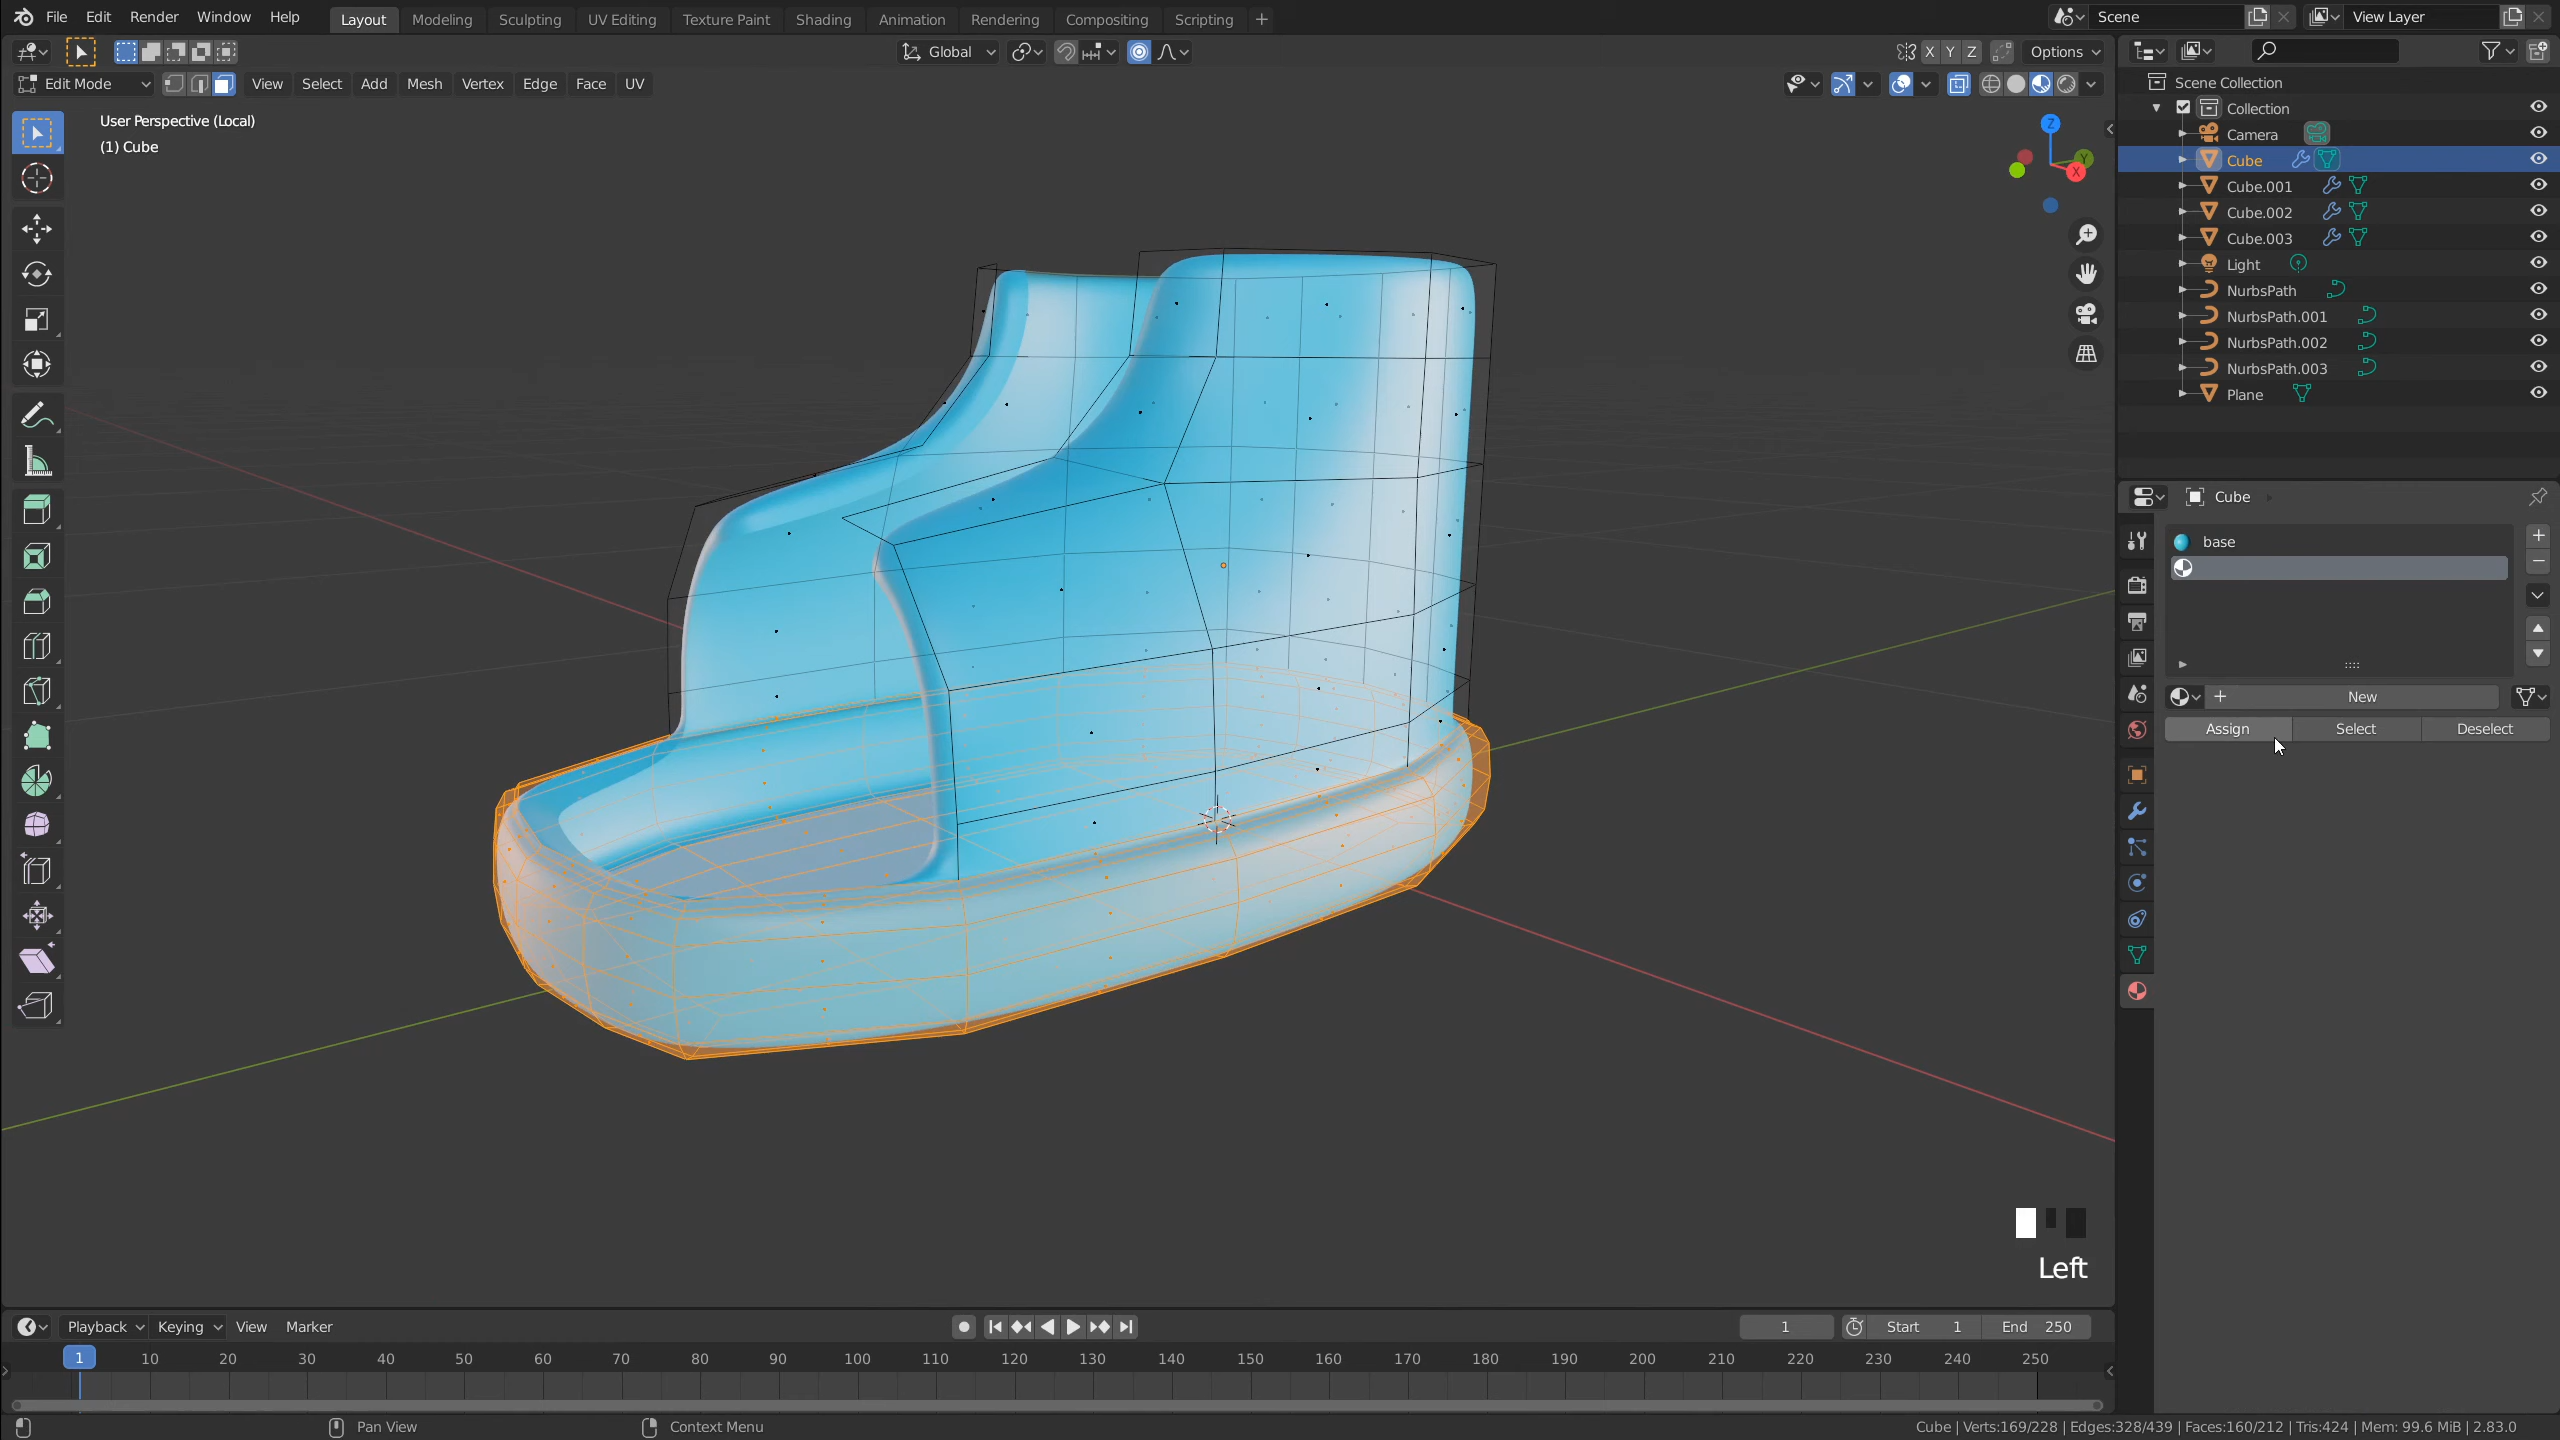 File Edit Render Window Help Layout Modeling Sculpting UV Editing Texture Paint Shading Animation Rendering Compositing Scripting + Scene View Layer
Global X Y Z Options
Edit Mode View Select Add Mesh Vertex Edge Face UV
User Perspective (Local)
(1) Cube
Z
Y
X
Scene Collection
Collection
Camera
Cube
Cube.001
Cube.002
Cube.003
Light
NurbsPath
NurbsPath.001
NurbsPath.002
NurbsPath.003
Plane
Cube
base
+ New
Assign Select Deselect
Left
Playback Keying View Marker 1 Start 1 End 250
1 10 20 30 40 50 60 70 80 90 100 110 120 130 140 150 160 170 180 190 200 210 220 230 240 250
Pan View Context Menu Cube | Verts:169/228 | Edges:328/439 | Faces:160/212 | Tris:424 | Mem: 99.6 MiB | 2.83.0